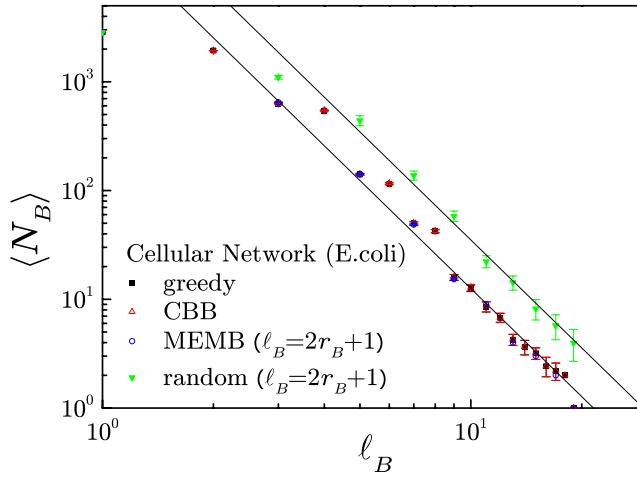 10³
10²
10¹
10⁰
⟨N_B⟩
Cellular Network (E.coli)
greedy
CBB
MEMB (ℓ_B=2r_B+1)
random (ℓ_B=2r_B+1)
10⁰
10¹
ℓ_B